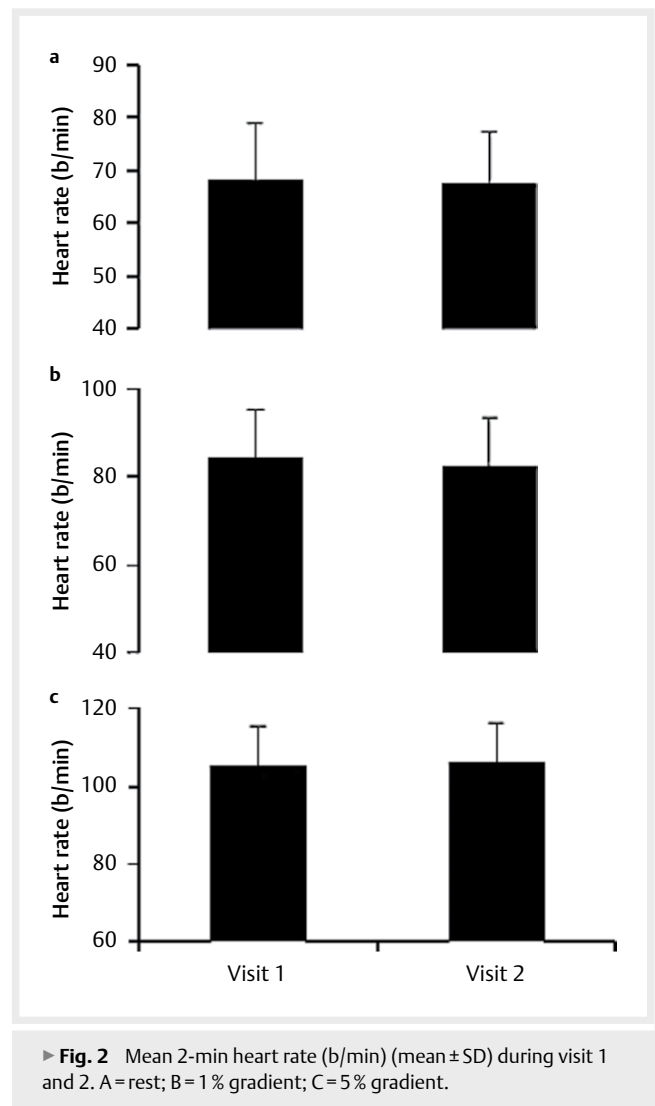 a
Heart rate (b/min)
90
80
70
60
50
40
b
Heart rate (b/min)
100
80
60
40
c
Heart rate (b/min)
120
100
80
60
Visit 1 Visit 2
► Fig. 2 Mean 2-min heart rate (b/min) (mean ± SD) during visit 1
and 2. A = rest; B = 1 % gradient; C = 5 % gradient.